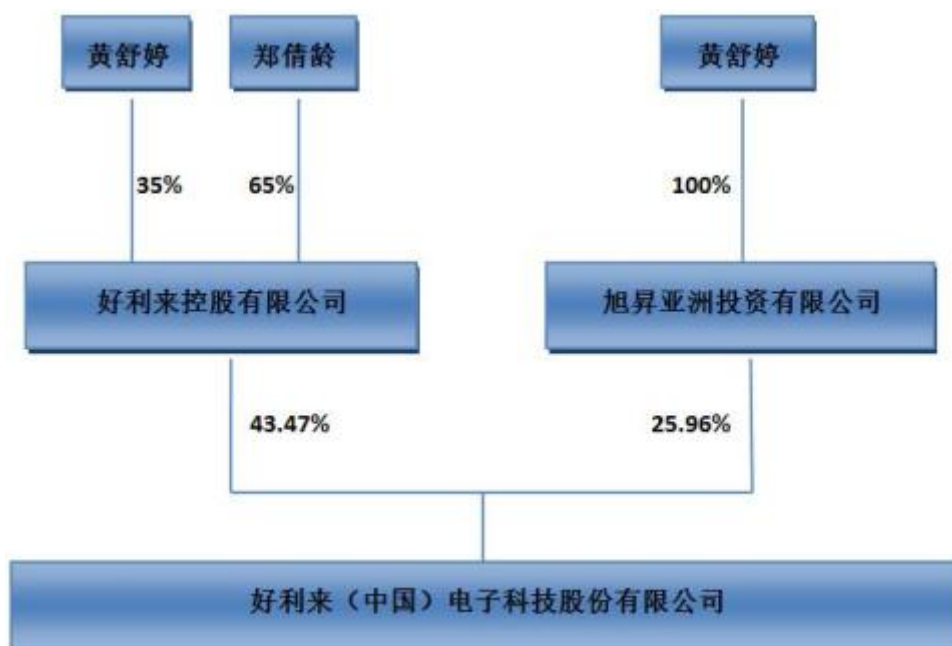 黄舒婷
郑倩龄
黄舒婷
35%
65%
100%
好利来控股有限公司
旭昇亚洲投资有限公司
43.47%
25.96%
好利来（中国）电子科技股份有限公司